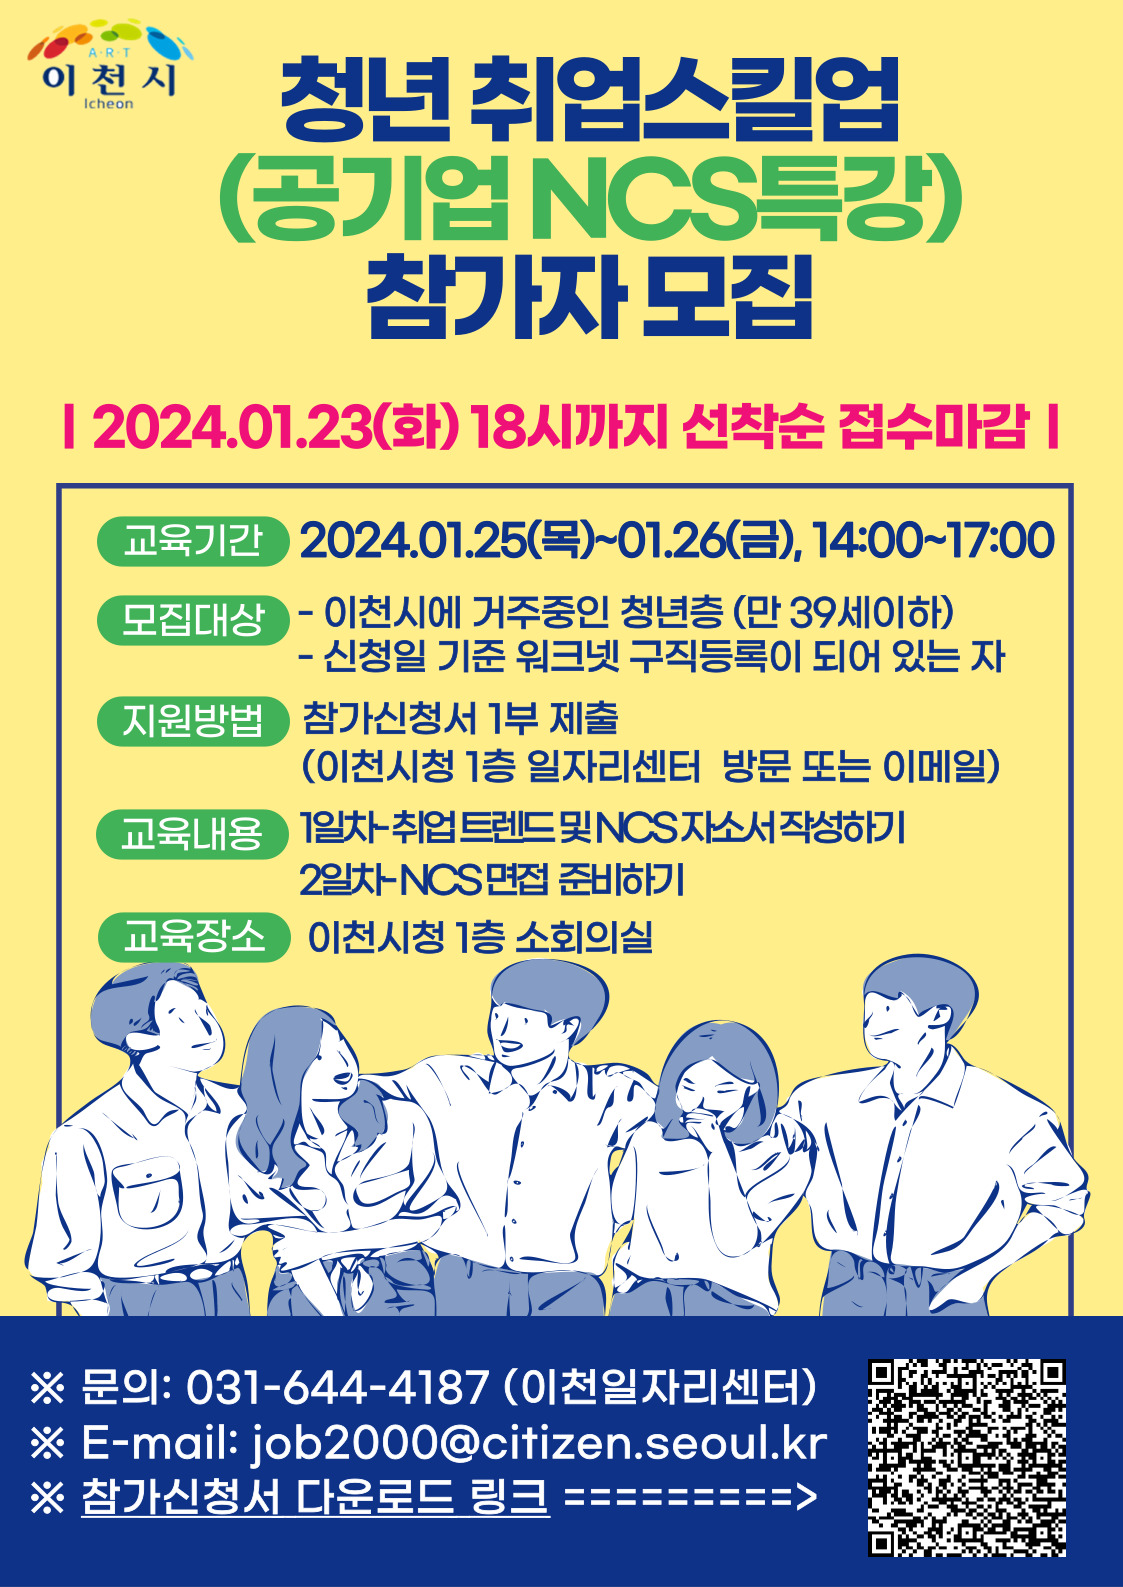 A·R·T
이천시
Icheon
청년 취업스킬업
(공기업 NCS특강)
참가자 모집
| 2024.01.23(화) 18시까지 선착순 접수마감 |
교육기간 2024.01.25(목)~01.26(금), 14:00~17:00
모집대상 - 이천시에 거주중인 청년층 (만 39세이하)
- 신청일 기준 워크넷 구직등록이 되어 있는 자
지원방법 참가신청서 1부 제출
(이천시청 1층 일자리센터 방문 또는 이메일)
교육내용 1일차- 취업 트렌드 및 NCS 자소서 작성하기
2일차- NCS 면접 준비하기
교육장소 이천시청 1층 소회의실
※ 문의: 031-644-4187 (이천일자리센터)
※ E-mail: job2000@citizen.seoul.kr
※ 참가신청서 다운로드 링크 =========>